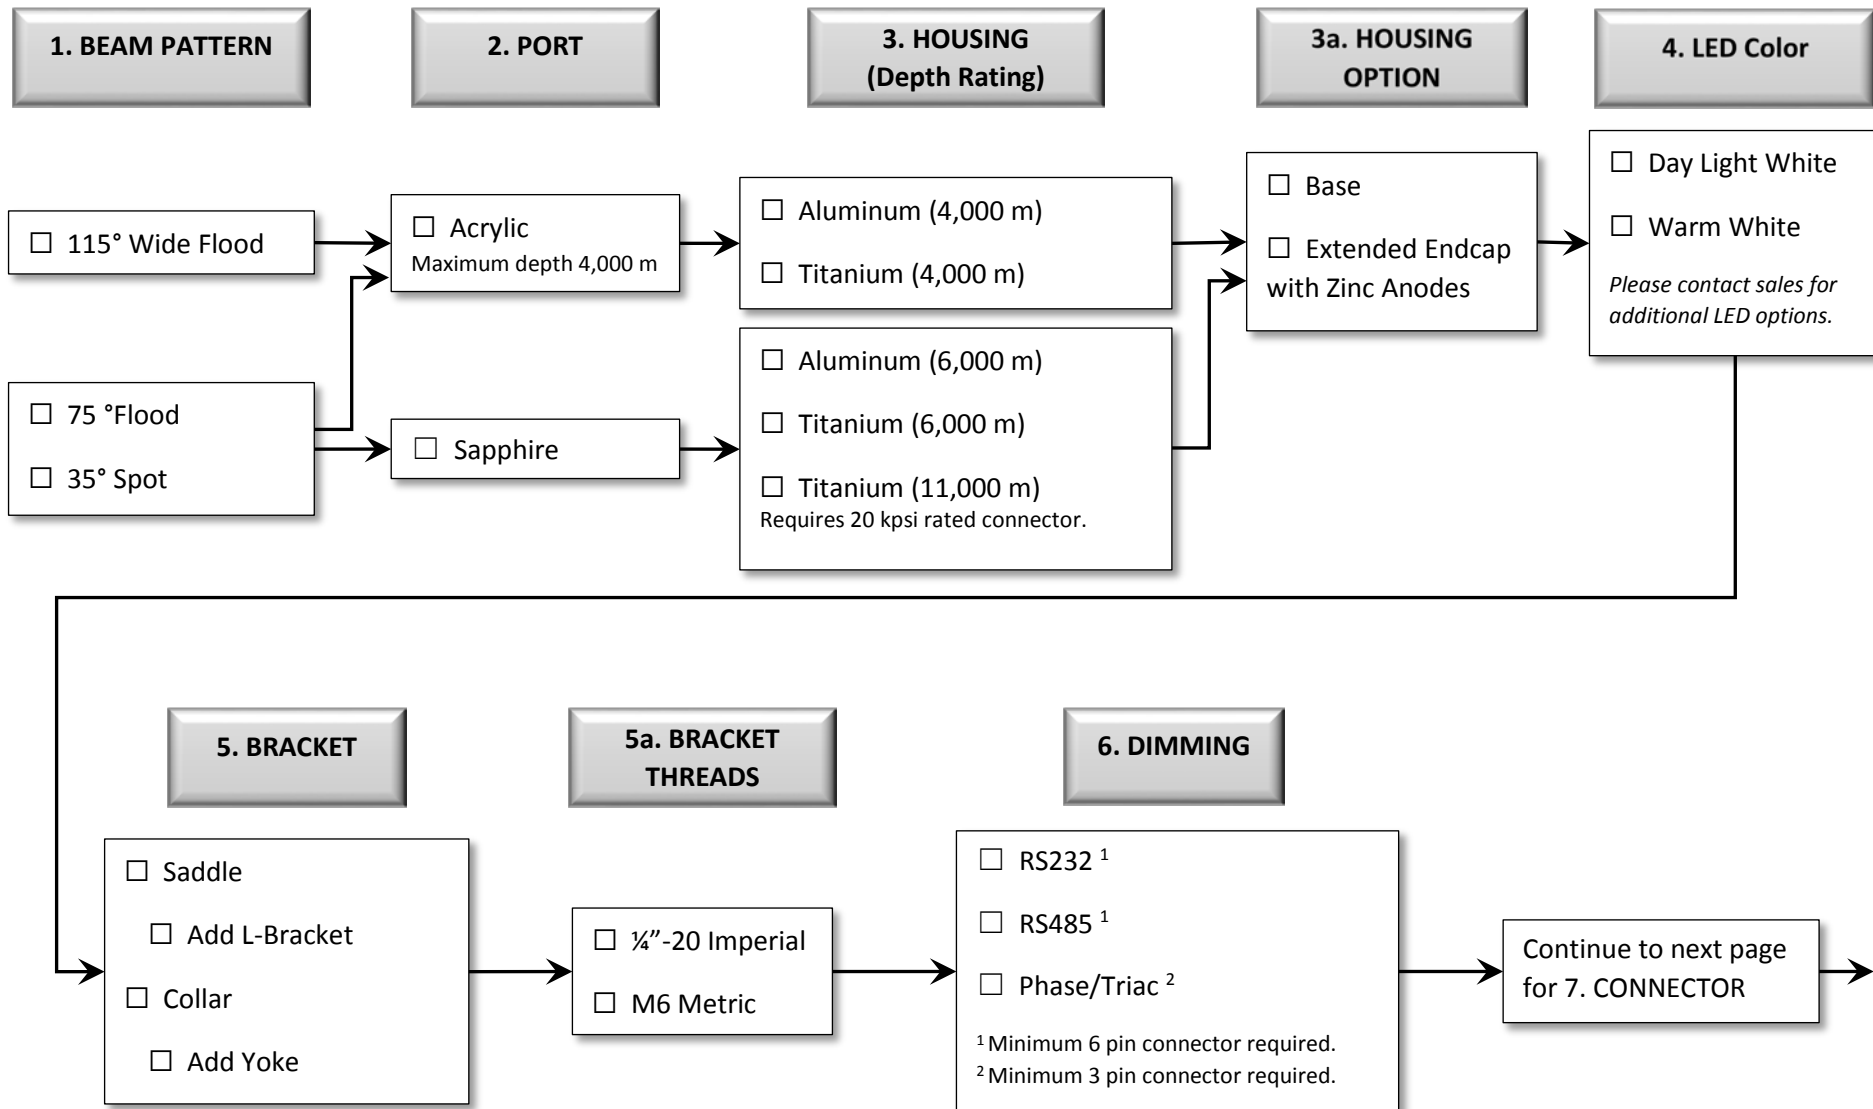 1. BEAM PATTERN
2. PORT
3. HOUSING
(Depth Rating)
3a. HOUSING
OPTION
4. LED Color
☐ 115° Wide Flood
☐ 75 °Flood
☐ 35° Spot
☐ Acrylic
Maximum depth 4,000 m
☐ Sapphire
☐ Aluminum (4,000 m)
☐ Titanium (4,000 m)
☐ Aluminum (6,000 m)
☐ Titanium (6,000 m)
☐ Titanium (11,000 m)
Requires 20 kpsi rated connector.
☐ Base
☐ Extended Endcap
with Zinc Anodes
☐ Day Light White
☐ Warm White
Please contact sales for
additional LED options.
5. BRACKET
5a. BRACKET
THREADS
6. DIMMING
☐ Saddle
☐ Add L-Bracket
☐ Collar
☐ Add Yoke
☐ ¼”-20 Imperial
☐ M6 Metric
☐ RS232 ¹
☐ RS485 ¹
☐ Phase/Triac ²
¹ Minimum 6 pin connector required.
² Minimum 3 pin connector required.
Continue to next page
for 7. CONNECTOR